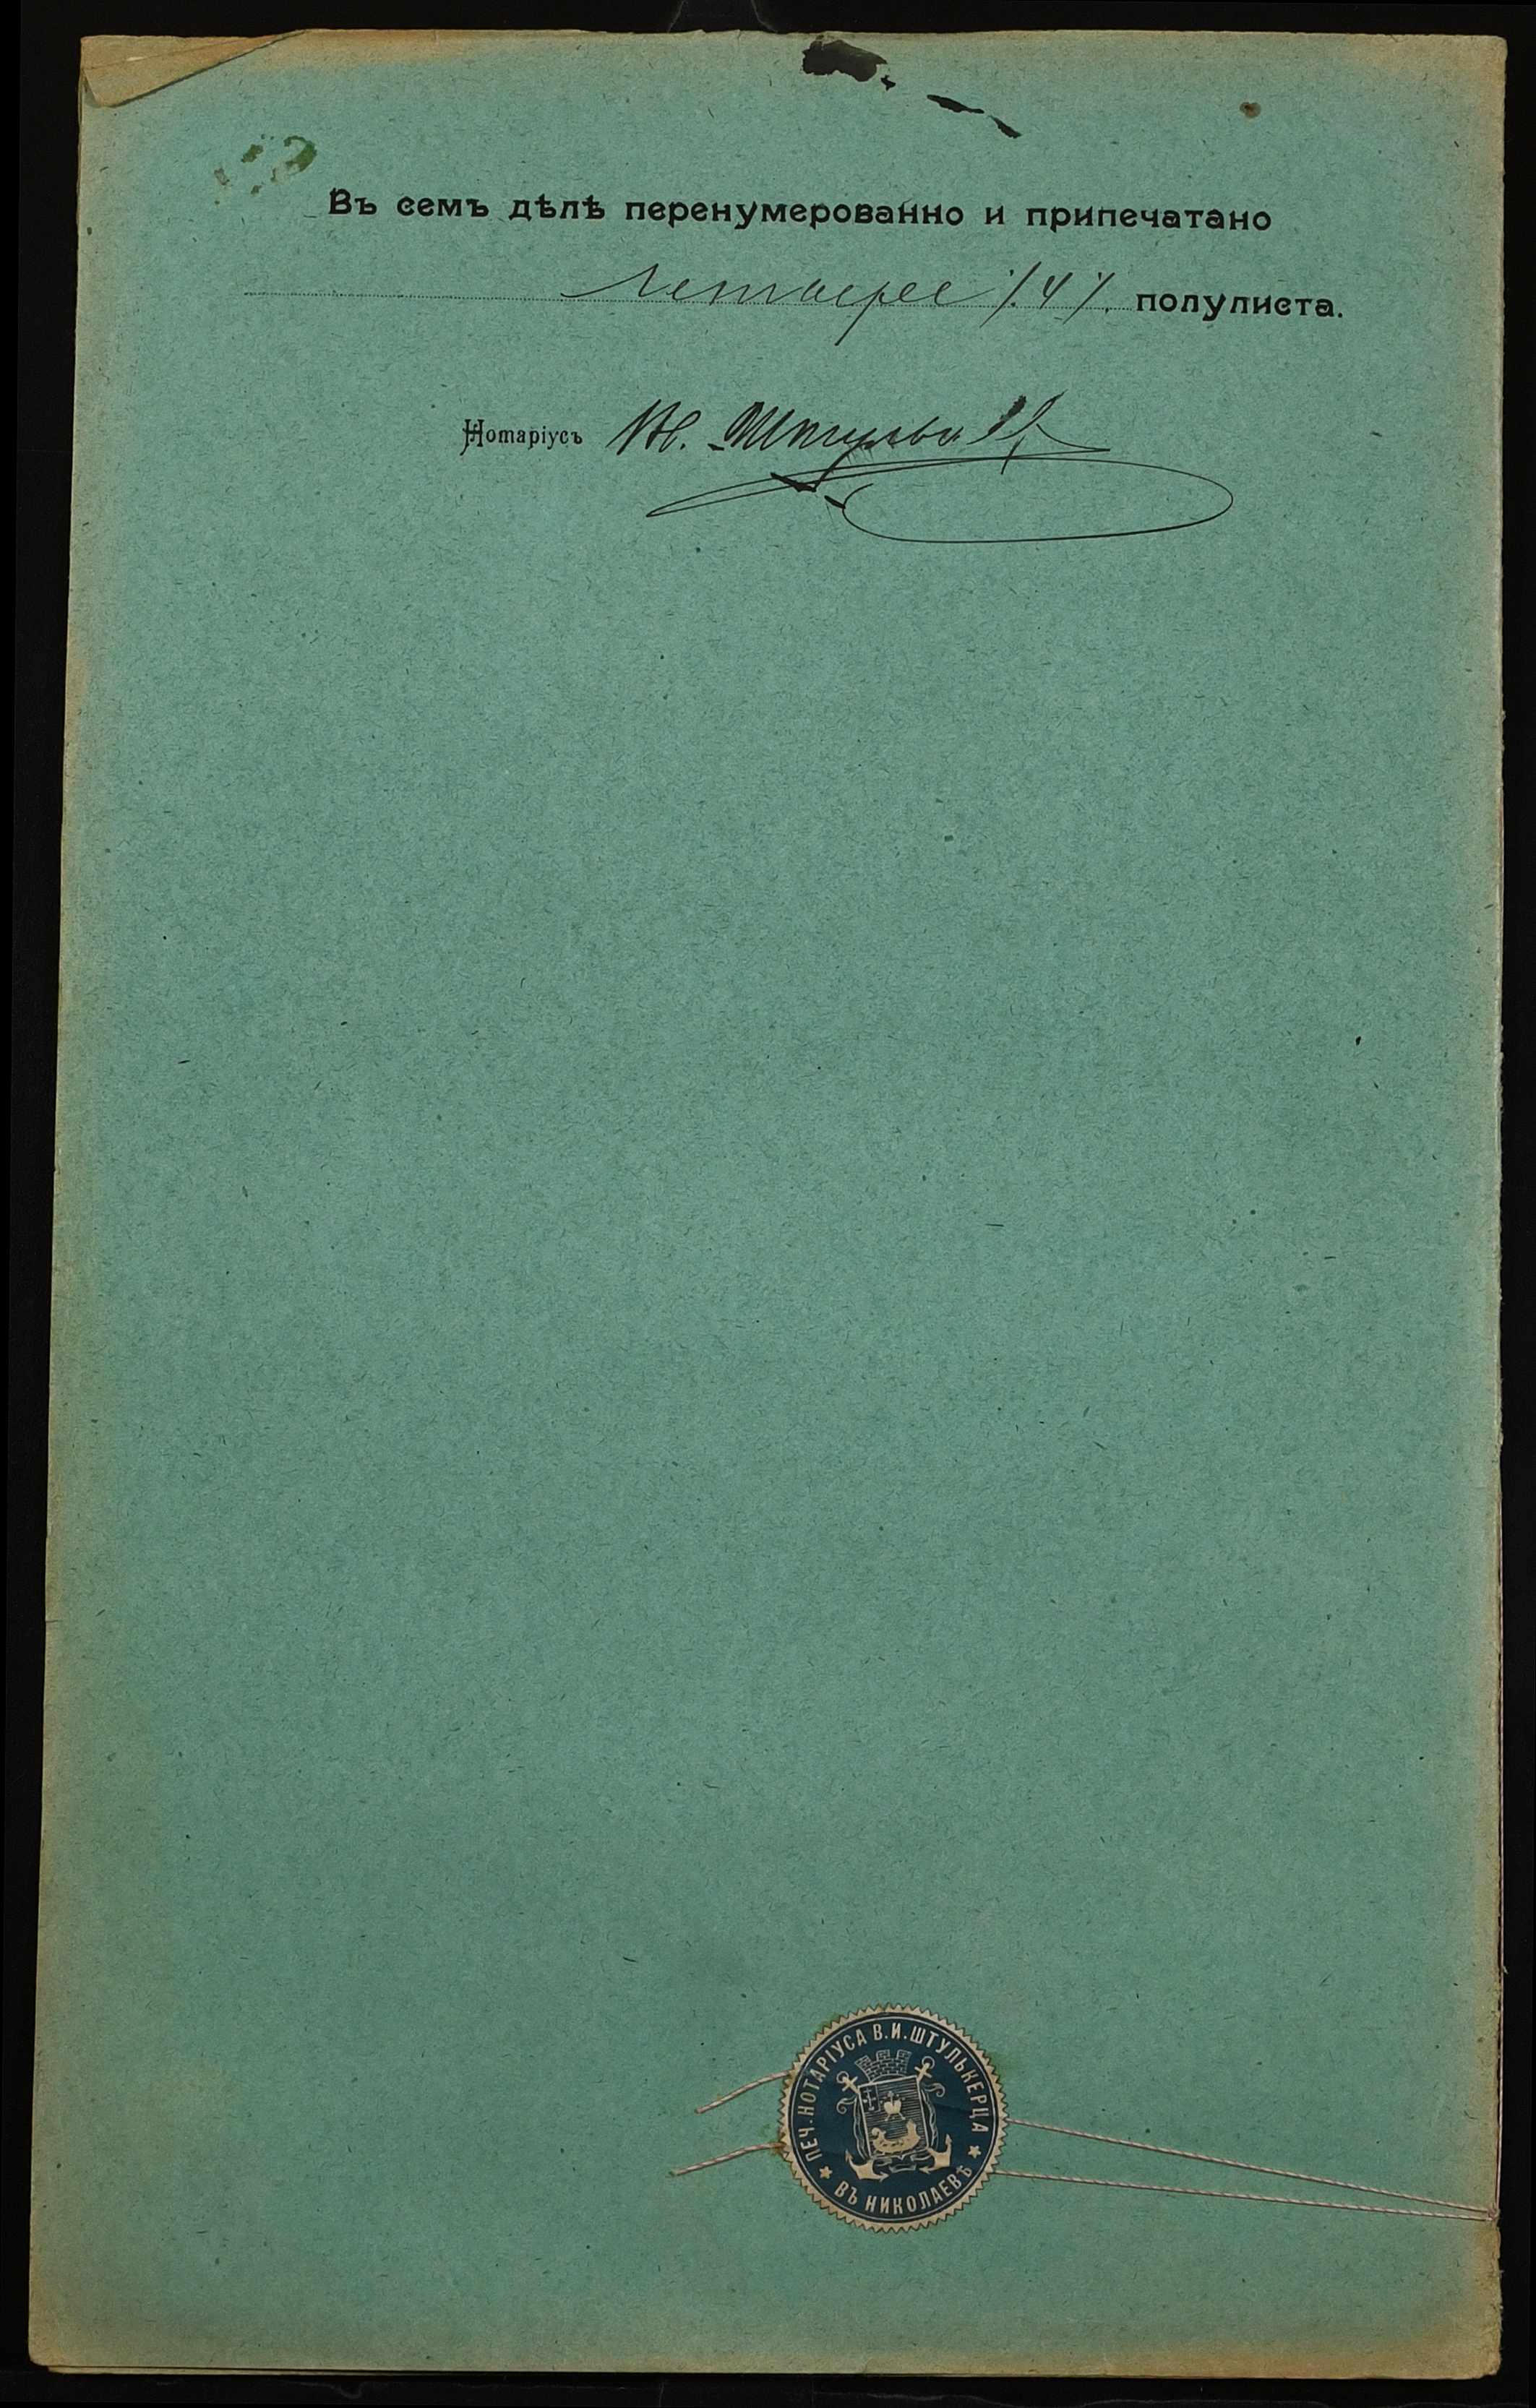 Въ семъ дѣлѣ перенумерованно и припечатано
четыре /.4/. полулиста.
Нотаріусъ В.
ПЕЧ. НОТАРІУСА В.И.ШТУЛЬКЕРЦА
ВЪ НИКОЛАЕВѢ